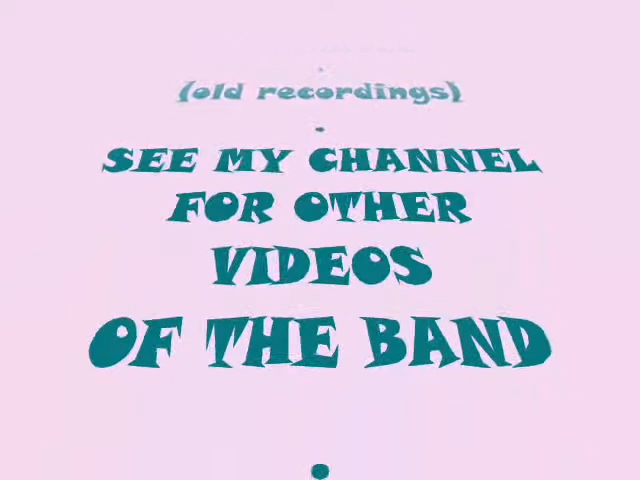 (old recordings)
.
SEE MY CHANNEL
FOR OTHER
VIDEOS
OF THE BAND
.